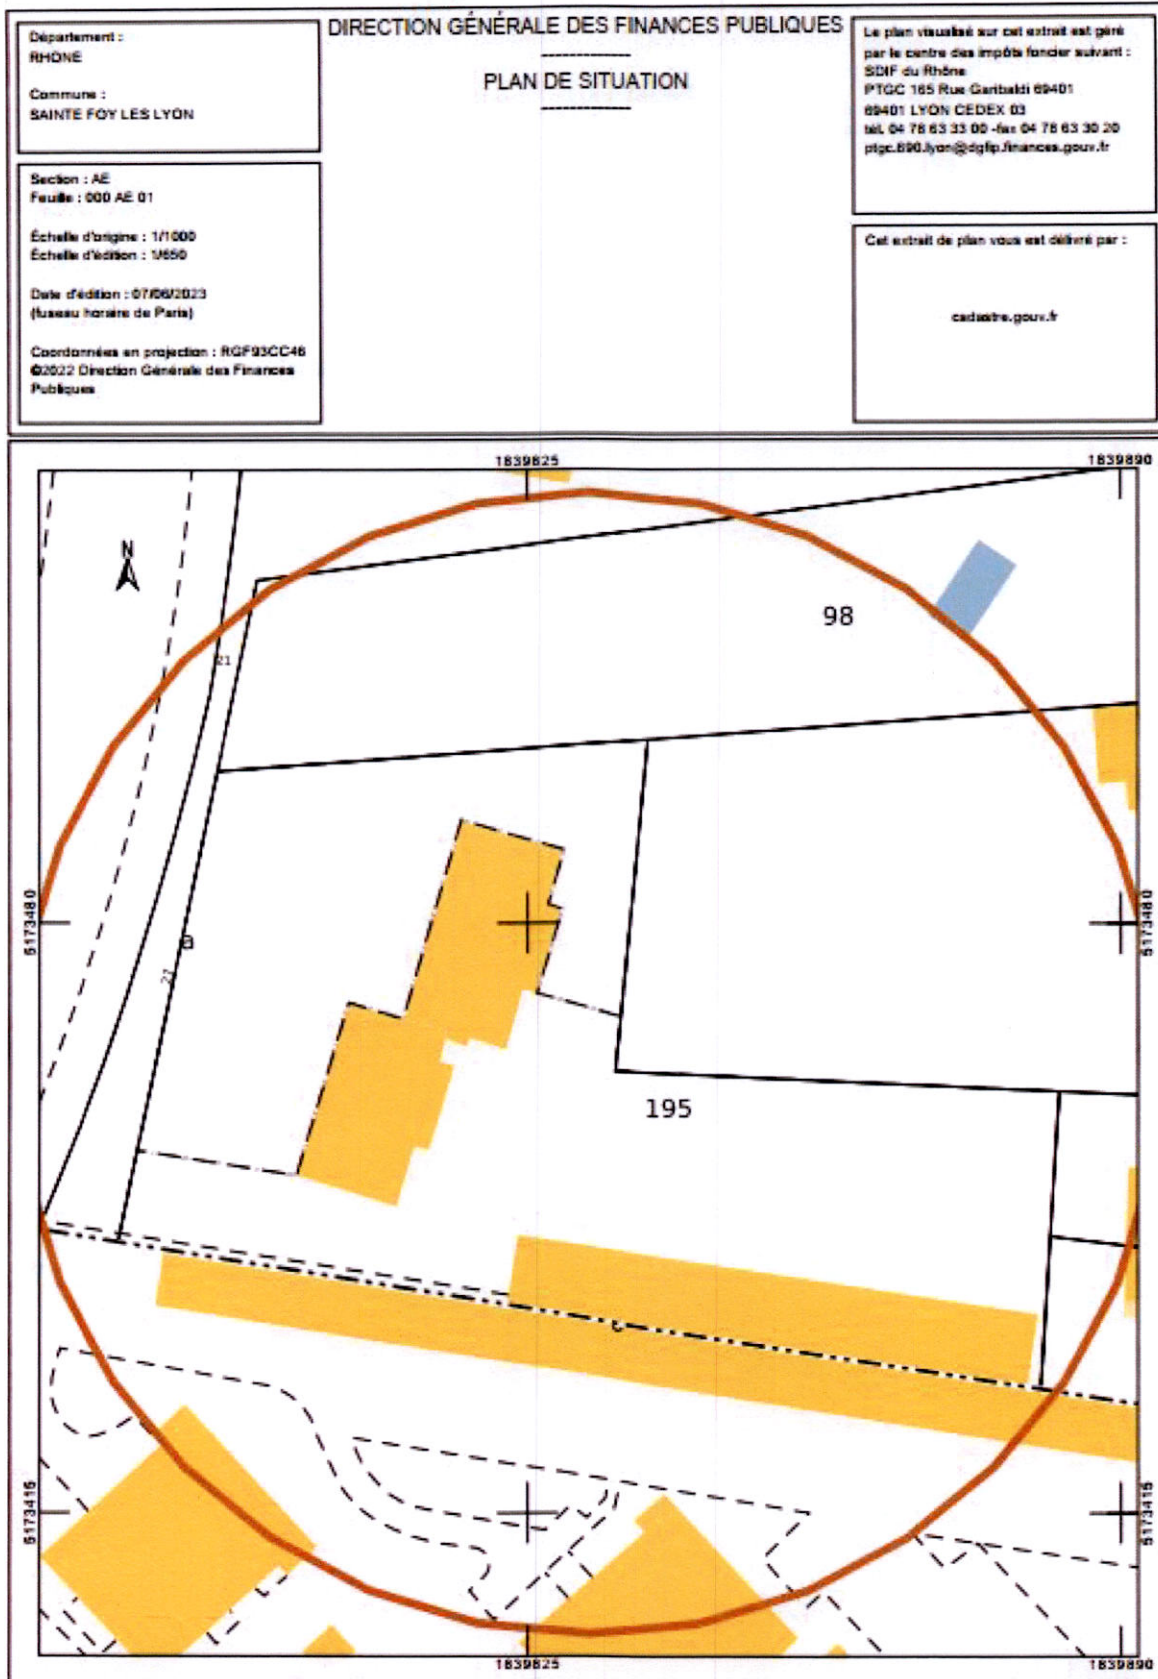 Département :
RHONE
Commune :
SAINTE FOY LES LYON
Section : AE
Feuille : 000 AE 01
Échelle d'origine : 1/1000
Échelle d'édition : 1/650
Date d'édition : 07/06/2023
(fuseau horaire de Paris)
Coordonnées en projection : RGF93CC46
©2022 Direction Générale des Finances
Publiques
DIRECTION GÉNÉRALE DES FINANCES PUBLIQUES
PLAN DE SITUATION
Le plan visualisé sur cet extrait est géré
par le centre des impôts foncier suivant :
SDIF du Rhône
PTGC 165 Rue Garibaldi 69401
69401 LYON CEDEX 03
tél. 04 78 63 33 00 -fax 04 78 63 30 20
ptgc.690.lyon@dgfip.finances.gouv.fr
Cet extrait de plan vous est délivré par :
cadastre.gouv.fr
1839825
1839890
N
98
21
5173480
5173480
a
27
195
c
5173415
5173415
1839825
1839890